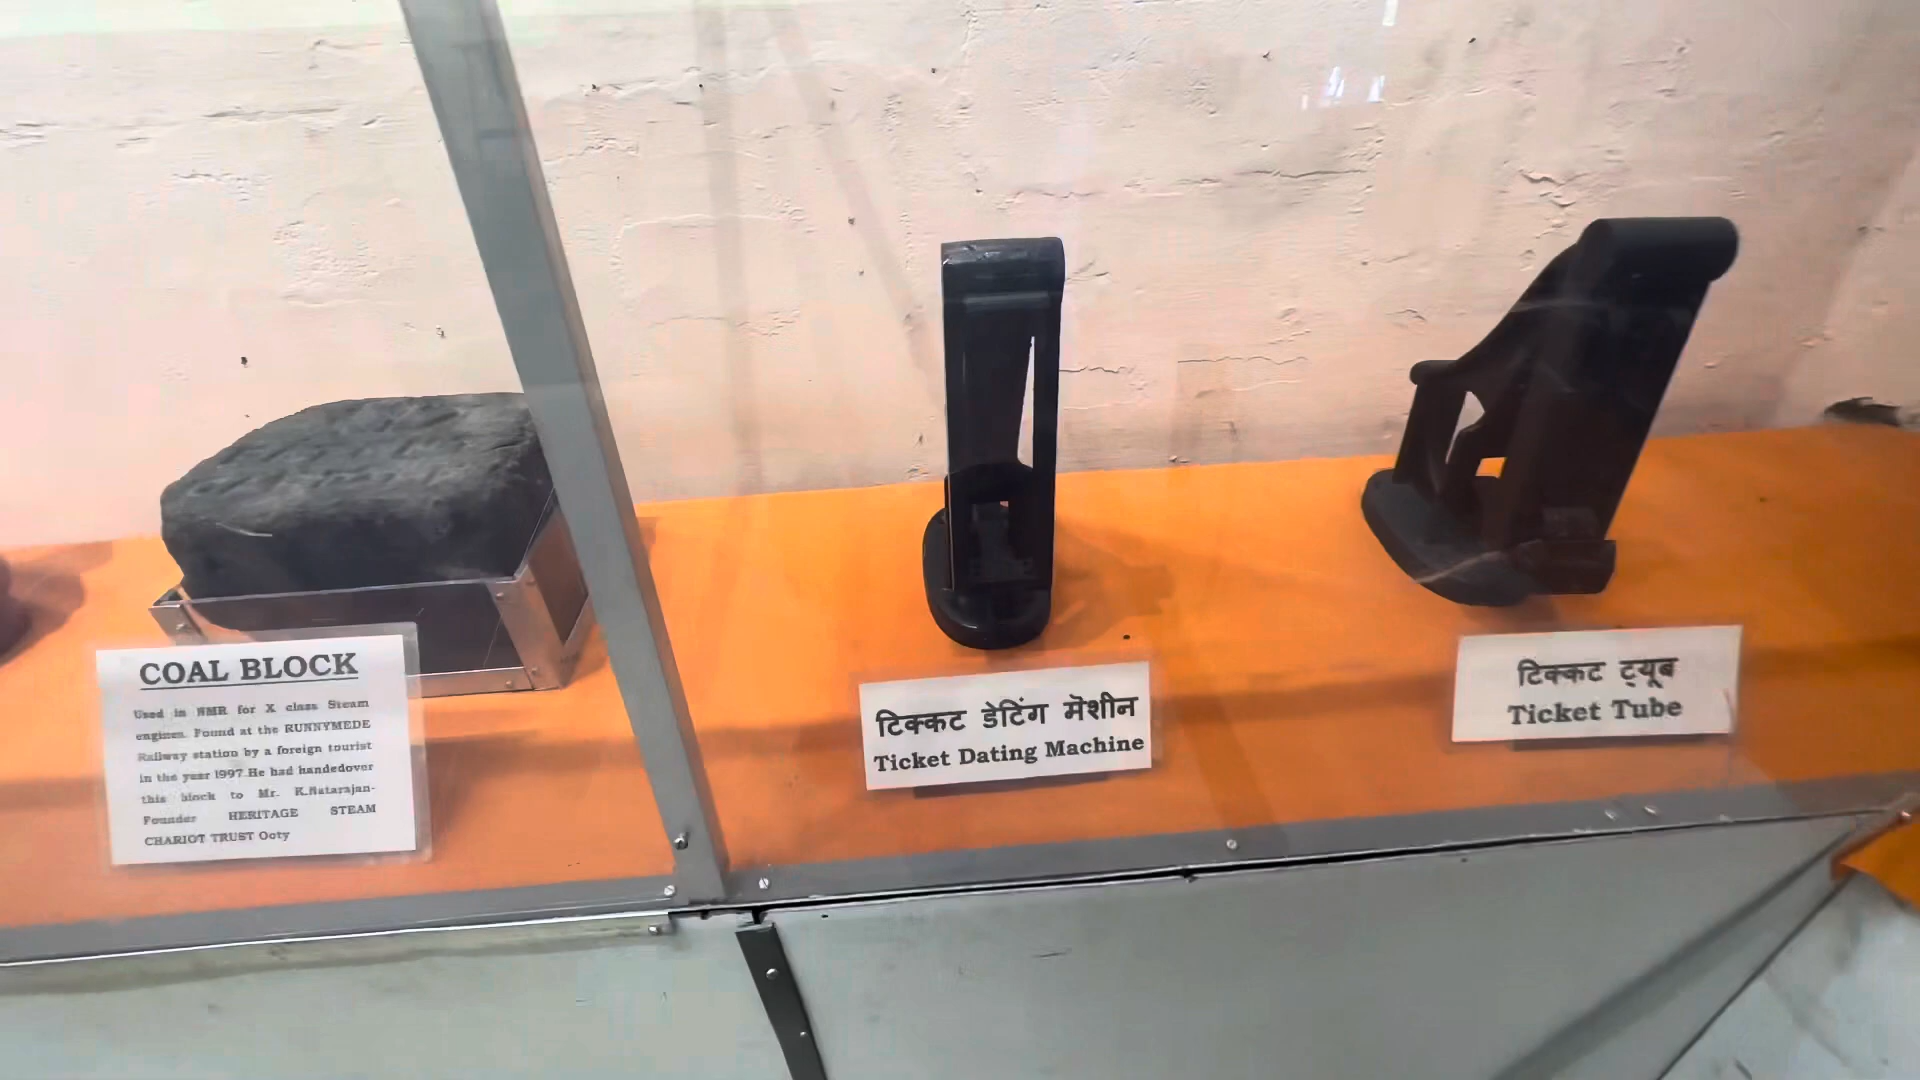 COAL BLOCK
Used in NMR for X class Steam
engines. Found at the RUNNYMEDE
Railway station by a foreign tourist
in the year 1997.He had handedover
this block to Mr. K.Natarajan-
Founder HERITAGE STEAM
CHARIOT TRUST Ooty
टिक्कट डेटिंग मॆशीन
Ticket Dating Machine
टिक्कट ट्यूब
Ticket Tube